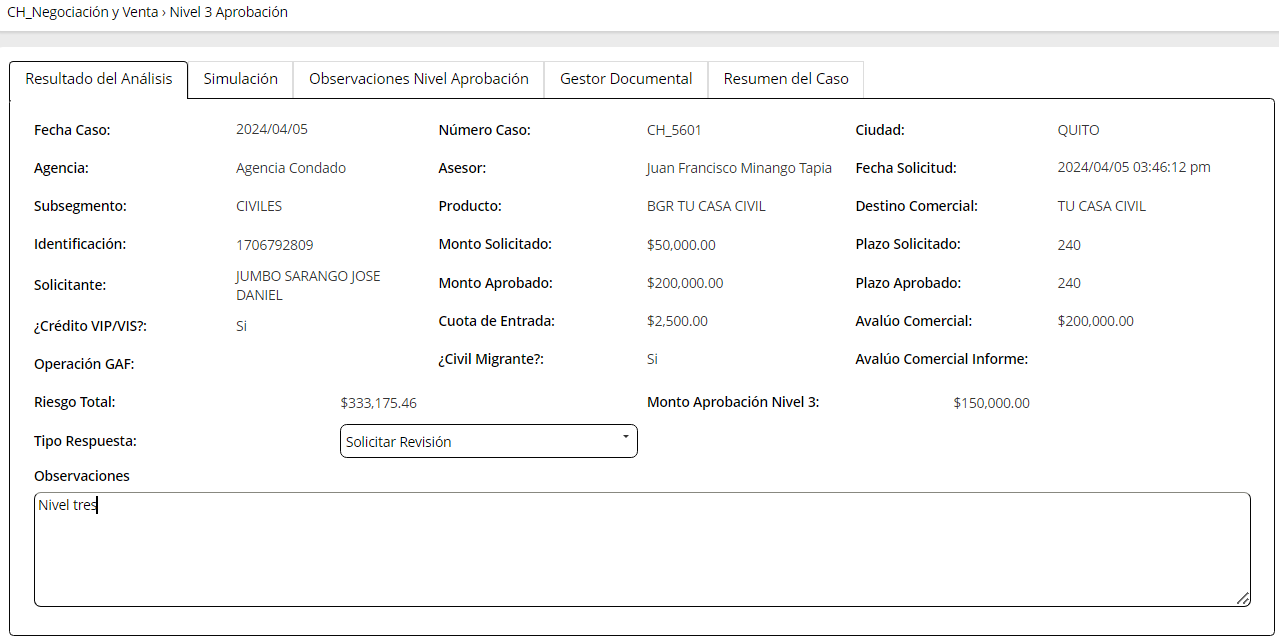 CH_Negociación y Venta › Nivel 3 Aprobación
Resultado del Análisis Simulación Observaciones Nivel Aprobación Gestor Documental Resumen del Caso
Fecha Caso: 2024/04/05 Número Caso: CH_5601 Ciudad: QUITO
Agencia: Agencia Condado Asesor: Juan Francisco Minango Tapia Fecha Solicitud: 2024/04/05 03:46:12 pm
Subsegmento: CIVILES Producto: BGR TU CASA CIVIL Destino Comercial: TU CASA CIVIL
Identificación: 1706792809 Monto Solicitado: $50,000.00 Plazo Solicitado: 240
Solicitante: JUMBO SARANGO JOSE
DANIEL Monto Aprobado: $200,000.00 Plazo Aprobado: 240
¿Crédito VIP/VIS?: Si Cuota de Entrada: $2,500.00 Avalúo Comercial: $200,000.00
Operación GAF: ¿Civil Migrante?: Si Avalúo Comercial Informe:
Riesgo Total: $333,175.46 Monto Aprobación Nivel 3: $150,000.00
Tipo Respuesta: Solicitar Revisión
Observaciones
Nivel tres